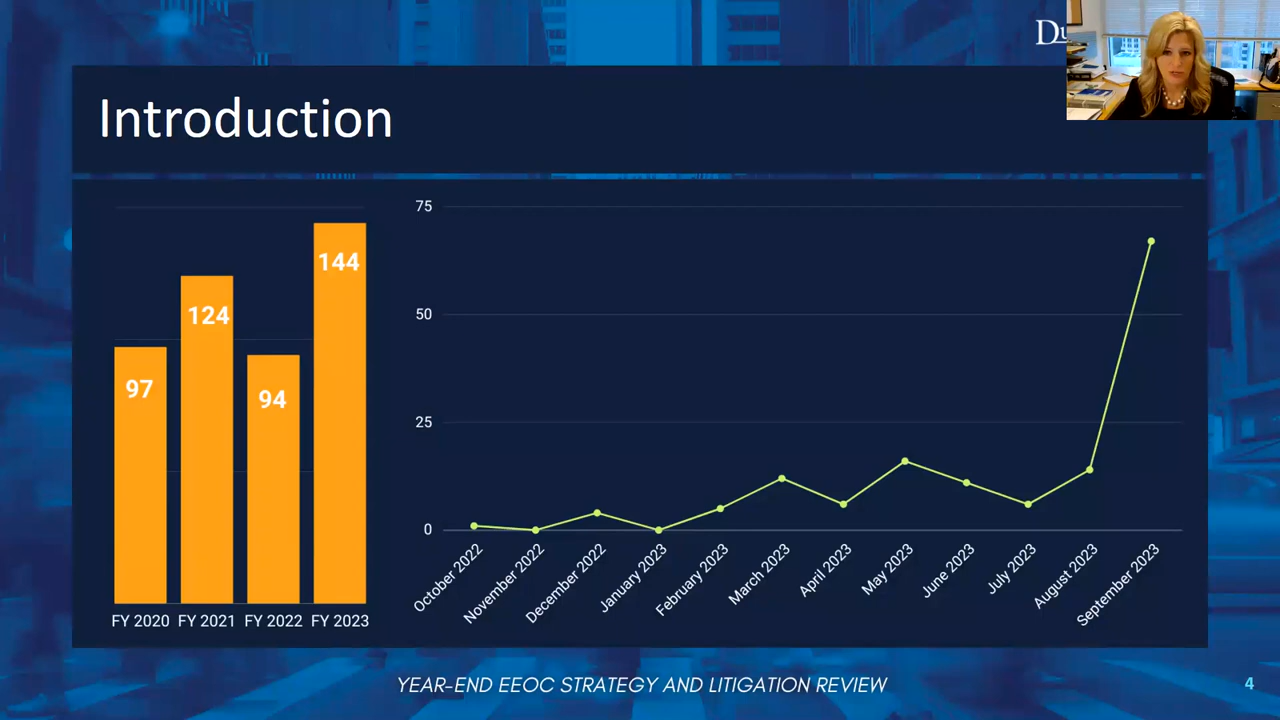 Introduction
144
124
97
94
FY 2020 FY 2021 FY 2022 FY 2023
75
50
25
0
October 2022
November 2022
December 2022
January 2023
February 2023
March 2023
April 2023
May 2023
June 2023
July 2023
August 2023
September 2023
YEAR-END EEOC STRATEGY AND LITIGATION REVIEW
4